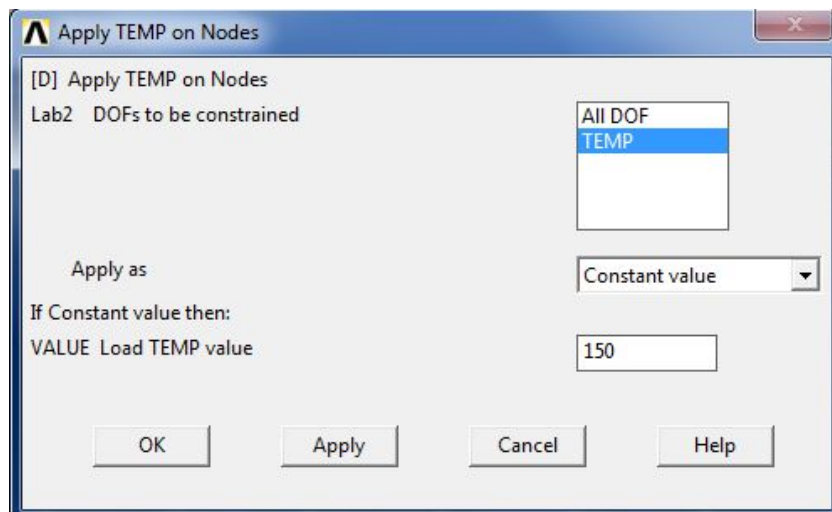 Apply TEMP on Nodes
[D] Apply TEMP on Nodes
Lab2 DOFs to be constrained
All DOF
TEMP
Apply as
Constant value
If Constant value then:
VALUE Load TEMP value
150
OK Apply Cancel Help